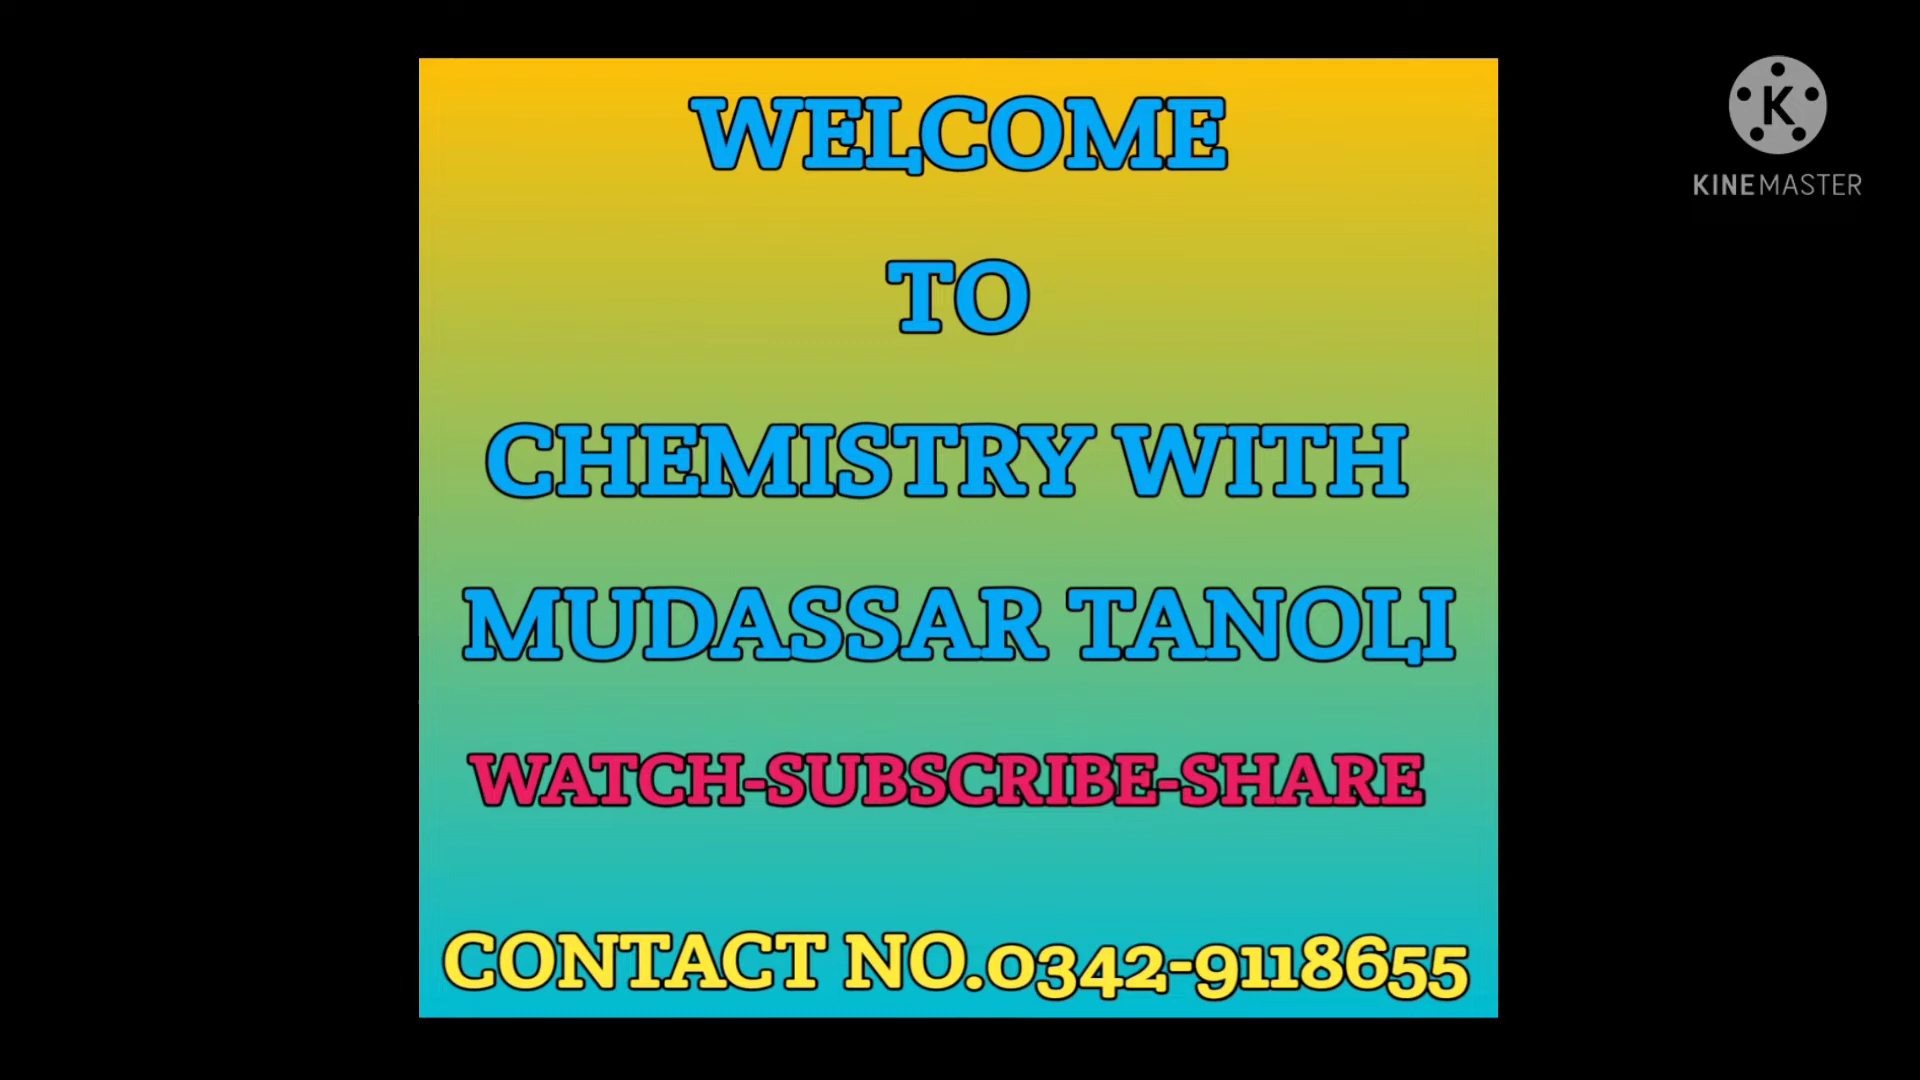 WELCOME
TO
CHEMISTRY WITH
MUDASSAR TANOLI
WATCH-SUBSCRIBE-SHARE
CONTACT NO.0342-9118655
K
KINEMASTER